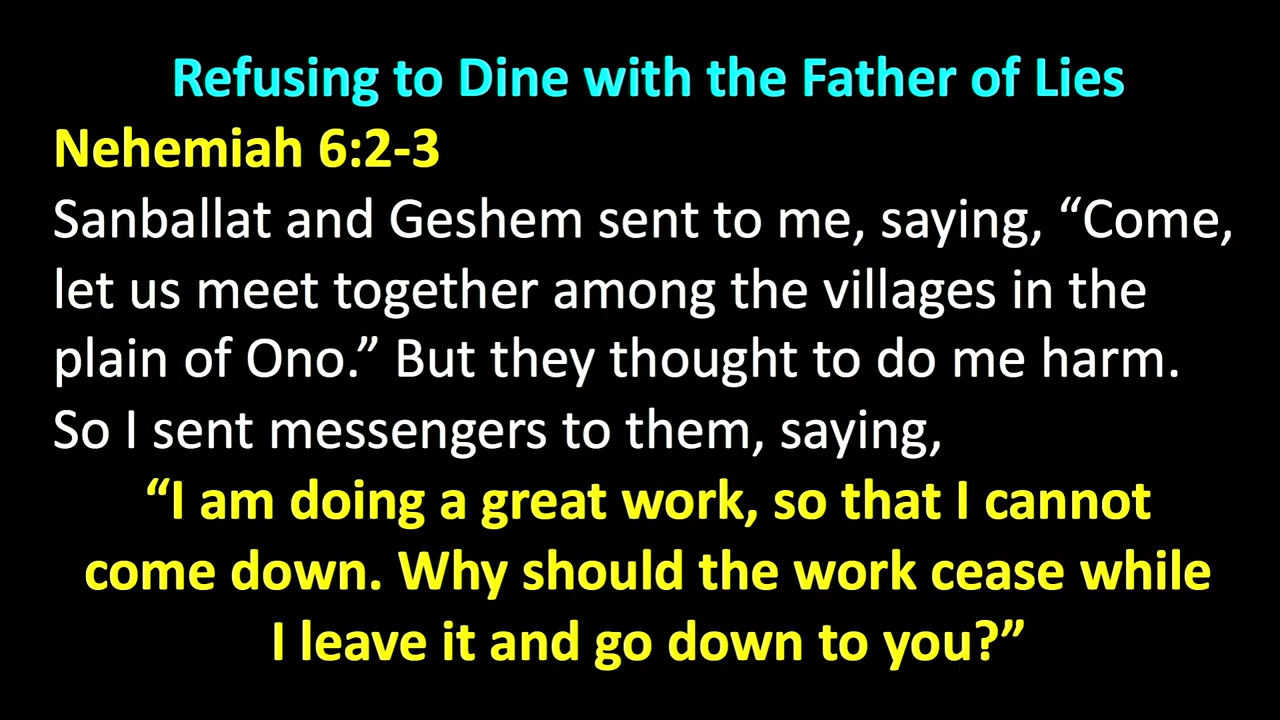 Refusing to Dine with the Father of Lies
Nehemiah 6:2-3
Sanballat and Geshem sent to me, saying, “Come,
let us meet together among the villages in the
plain of Ono.” But they thought to do me harm.
So I sent messengers to them, saying,
“I am doing a great work, so that I cannot
come down. Why should the work cease while
I leave it and go down to you?”